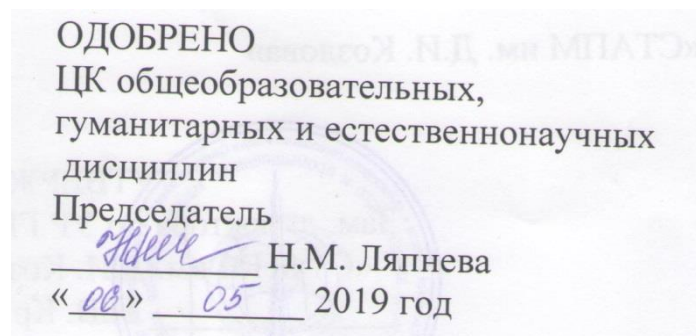 ОДОБРЕНО
ЦК общеобразовательных,
гуманитарных и естественнонаучных
дисциплин
Председатель
Н.М. Ляпнева
«06» 05 2019 год